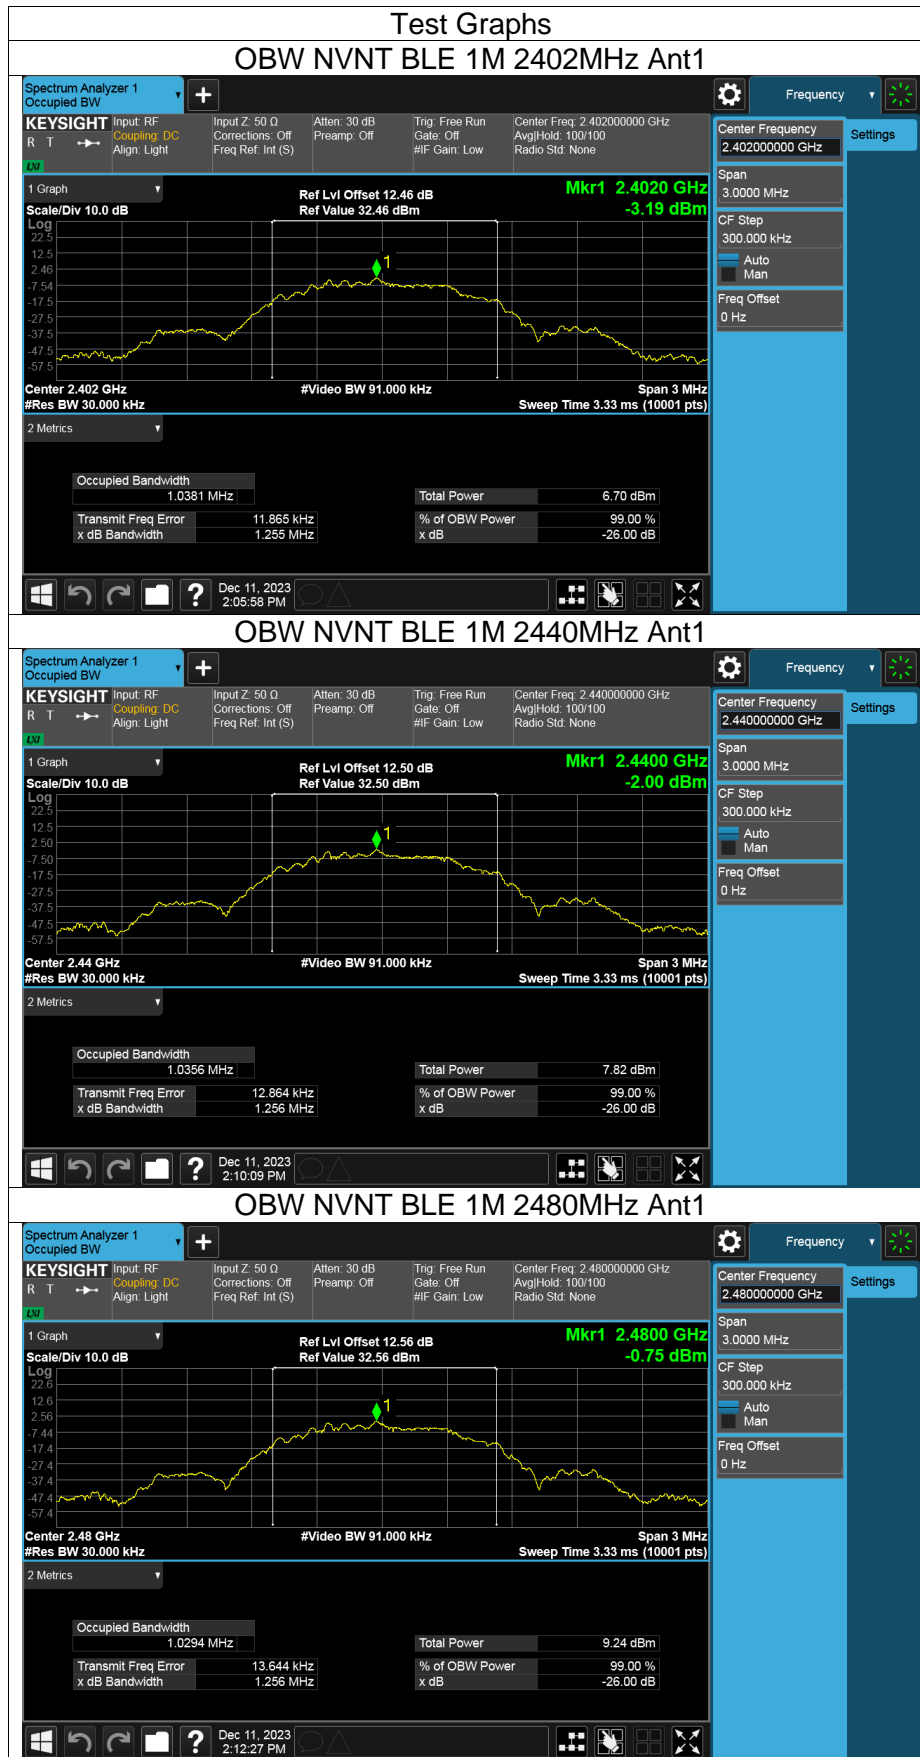 Test Graphs
OBW NVNT BLE 1M 2402MHz Ant1
Spectrum Analyzer 1
Occupied BW
Frequency
KEYSIGHT Input: RF Input Z: 50 Ω Atten: 30 dB Trig: Free Run Center Freq: 2.402000000 GHz
R T Coupling: DC Corrections: Off Preamp: Off Gate: Off Avg|Hold: 100/100
Align: Light Freq Ref: Int (S) #IF Gain: Low Radio Std: None
LXI
Center Frequency
2.402000000 GHz
Settings
Span
3.0000 MHz
CF Step
300.000 kHz
Auto
Man
Freq Offset
0 Hz
1 Graph
Ref Lvl Offset 12.46 dB
Mkr1 2.4020 GHz
Scale/Div 10.0 dB
Ref Value 32.46 dBm
-3.19 dBm
Log
22.5
12.5
1
2.46
-7.54
-17.5
-27.5
-37.5
-47.5
-57.5
Center 2.402 GHz #Video BW 91.000 kHz Span 3 MHz
#Res BW 30.000 kHz Sweep Time 3.33 ms (10001 pts)
2 Metrics
Occupied Bandwidth
1.0381 MHz
Total Power 6.70 dBm
Transmit Freq Error 11.865 kHz % of OBW Power 99.00 %
x dB Bandwidth 1.255 MHz x dB -26.00 dB
?
Dec 11, 2023
2:05:58 PM
OBW NVNT BLE 1M 2440MHz Ant1
Spectrum Analyzer 1
Occupied BW
Frequency
KEYSIGHT Input: RF Input Z: 50 Ω Atten: 30 dB Trig: Free Run Center Freq: 2.440000000 GHz
R T Coupling: DC Corrections: Off Preamp: Off Gate: Off Avg|Hold: 100/100
Align: Light Freq Ref: Int (S) #IF Gain: Low Radio Std: None
LXI
Center Frequency
2.440000000 GHz
Settings
Span
3.0000 MHz
CF Step
300.000 kHz
Auto
Man
Freq Offset
0 Hz
1 Graph
Ref Lvl Offset 12.50 dB
Mkr1 2.4400 GHz
Scale/Div 10.0 dB
Ref Value 32.50 dBm
-2.00 dBm
Log
22.5
12.5
1
2.50
-7.50
-17.5
-27.5
-37.5
-47.5
-57.5
Center 2.44 GHz #Video BW 91.000 kHz Span 3 MHz
#Res BW 30.000 kHz Sweep Time 3.33 ms (10001 pts)
2 Metrics
Occupied Bandwidth
1.0356 MHz
Total Power 7.82 dBm
Transmit Freq Error 12.864 kHz % of OBW Power 99.00 %
x dB Bandwidth 1.256 MHz x dB -26.00 dB
?
Dec 11, 2023
2:10:09 PM
OBW NVNT BLE 1M 2480MHz Ant1
Spectrum Analyzer 1
Occupied BW
Frequency
KEYSIGHT Input: RF Input Z: 50 Ω Atten: 30 dB Trig: Free Run Center Freq: 2.480000000 GHz
R T Coupling: DC Corrections: Off Preamp: Off Gate: Off Avg|Hold: 100/100
Align: Light Freq Ref: Int (S) #IF Gain: Low Radio Std: None
LXI
Center Frequency
2.480000000 GHz
Settings
Span
3.0000 MHz
CF Step
300.000 kHz
Auto
Man
Freq Offset
0 Hz
1 Graph
Ref Lvl Offset 12.56 dB
Mkr1 2.4800 GHz
Scale/Div 10.0 dB
Ref Value 32.56 dBm
-0.75 dBm
Log
22.6
12.6
1
2.56
-7.44
-17.4
-27.4
-37.4
-47.4
-57.4
Center 2.48 GHz #Video BW 91.000 kHz Span 3 MHz
#Res BW 30.000 kHz Sweep Time 3.33 ms (10001 pts)
2 Metrics
Occupied Bandwidth
1.0294 MHz
Total Power 9.24 dBm
Transmit Freq Error 13.644 kHz % of OBW Power 99.00 %
x dB Bandwidth 1.256 MHz x dB -26.00 dB
?
Dec 11, 2023
2:12:27 PM